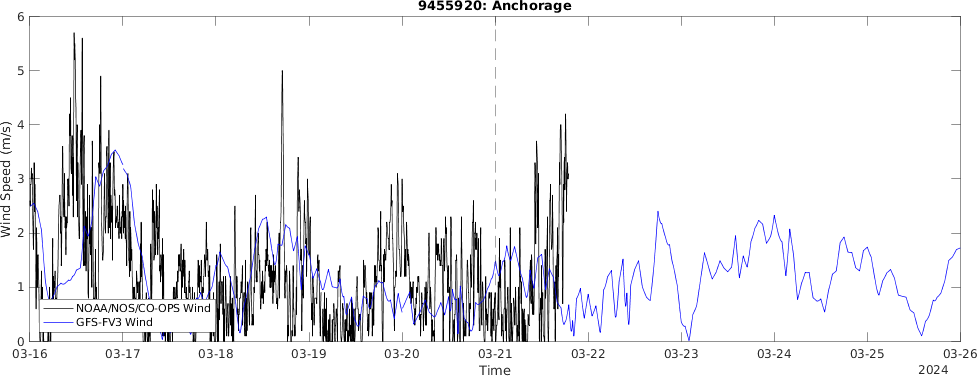 9455920: Anchorage
6
5
4
3
2
1
0
Wind Speed (m/s)
NOAA/NOS/CO-OPS Wind
GFS-FV3 Wind
03-16 03-17 03-18 03-19 03-20 03-21 03-22 03-23 03-24 03-25 03-26
Time
2024